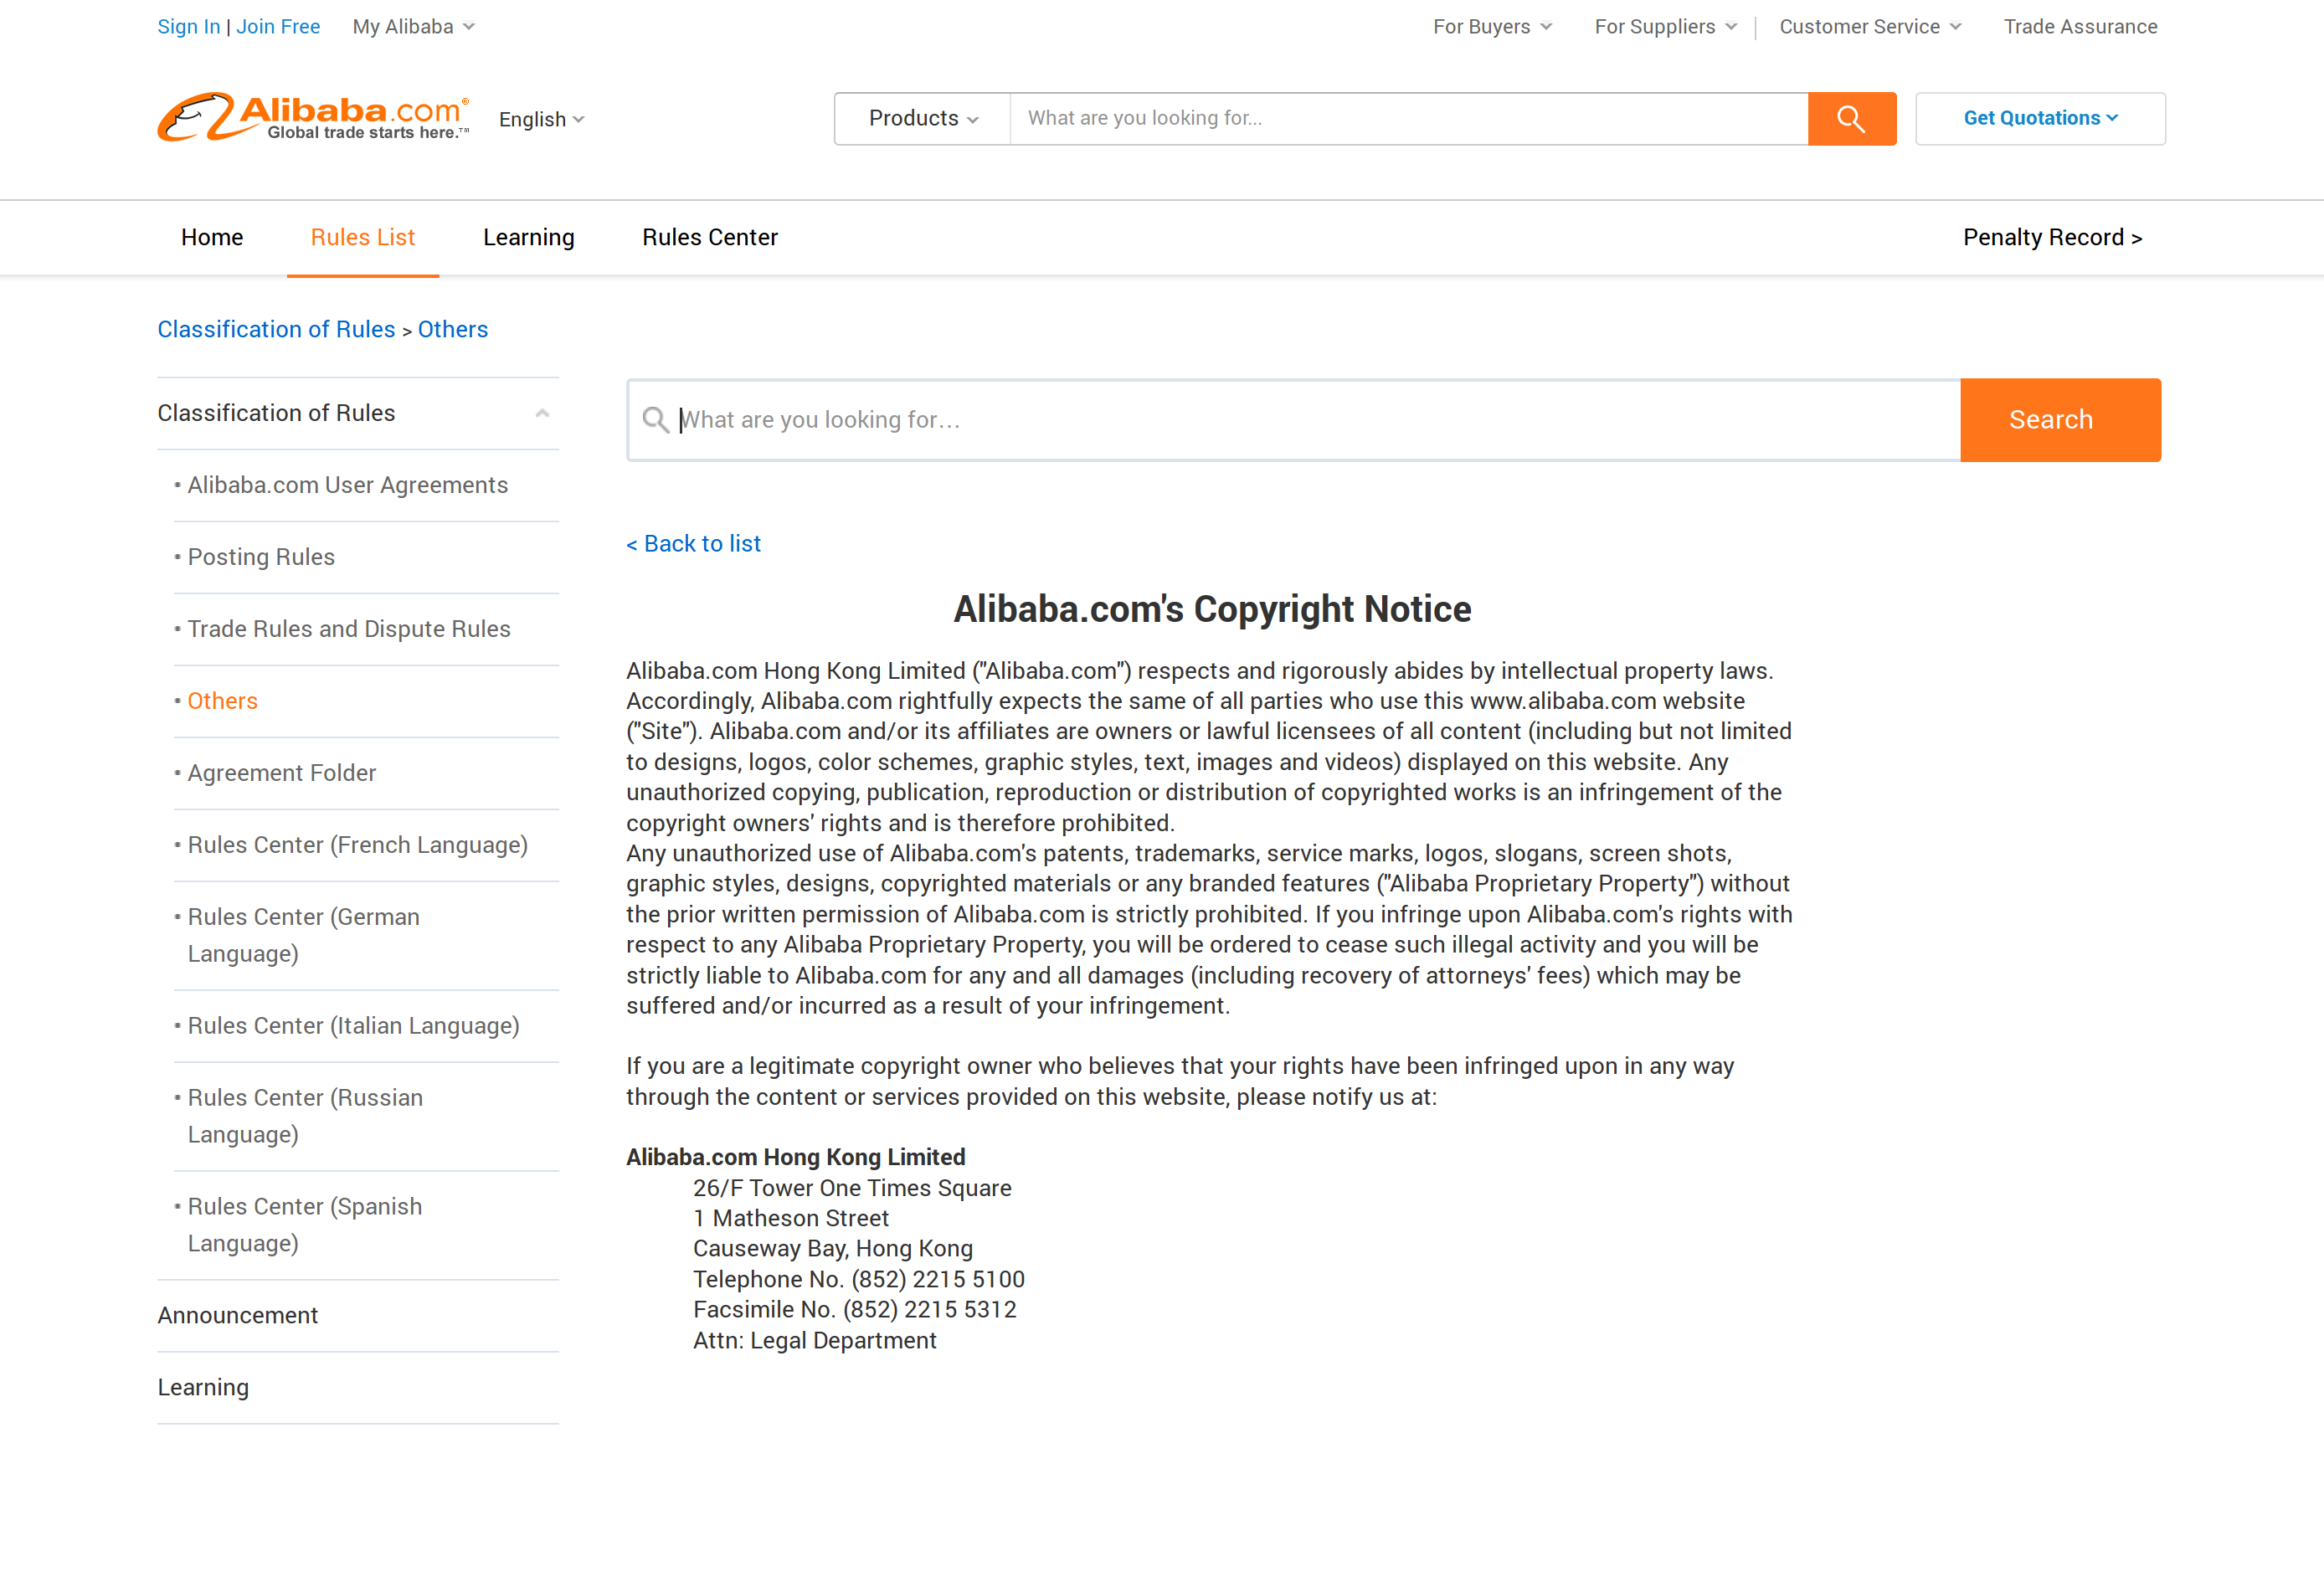 Sign In | Join Free My Alibaba For Buyers For Suppliers Customer Service Trade Assurance
Alibaba.com®
Global trade starts here.™
English
Products What are you looking for... Get Quotations
Home Rules List Learning Rules Center Penalty Record >
Classification of Rules > Others
Classification of Rules
• Alibaba.com User Agreements
• Posting Rules
• Trade Rules and Dispute Rules
• Others
• Agreement Folder
• Rules Center (French Language)
• Rules Center (German
Language)
• Rules Center (Italian Language)
• Rules Center (Russian
Language)
• Rules Center (Spanish
Language)
Announcement
Learning
What are you looking for... Search
< Back to list
Alibaba.com's Copyright Notice
Alibaba.com Hong Kong Limited ("Alibaba.com") respects and rigorously abides by intellectual property laws.
Accordingly, Alibaba.com rightfully expects the same of all parties who use this www.alibaba.com website
("Site"). Alibaba.com and/or its affiliates are owners or lawful licensees of all content (including but not limited
to designs, logos, color schemes, graphic styles, text, images and videos) displayed on this website. Any
unauthorized copying, publication, reproduction or distribution of copyrighted works is an infringement of the
copyright owners' rights and is therefore prohibited.
Any unauthorized use of Alibaba.com's patents, trademarks, service marks, logos, slogans, screen shots,
graphic styles, designs, copyrighted materials or any branded features ("Alibaba Proprietary Property") without
the prior written permission of Alibaba.com is strictly prohibited. If you infringe upon Alibaba.com's rights with
respect to any Alibaba Proprietary Property, you will be ordered to cease such illegal activity and you will be
strictly liable to Alibaba.com for any and all damages (including recovery of attorneys' fees) which may be
suffered and/or incurred as a result of your infringement.
If you are a legitimate copyright owner who believes that your rights have been infringed upon in any way
through the content or services provided on this website, please notify us at:
Alibaba.com Hong Kong Limited
26/F Tower One Times Square
1 Matheson Street
Causeway Bay, Hong Kong
Telephone No. (852) 2215 5100
Facsimile No. (852) 2215 5312
Attn: Legal Department